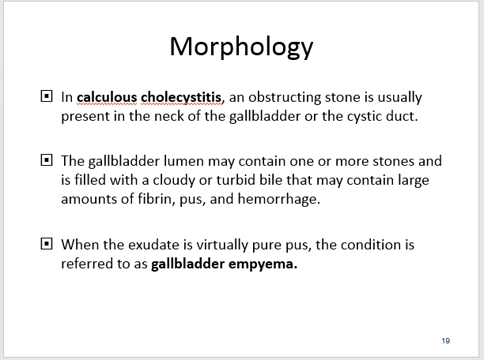 Morphology
In calculous cholecystitis, an obstructing stone is usually
present in the neck of the gallbladder or the cystic duct.
The gallbladder lumen may contain one or more stones and
is filled with a cloudy or turbid bile that may contain large
amounts of fibrin, pus, and hemorrhage.
When the exudate is virtually pure pus, the condition is
referred to as gallbladder empyema.
19